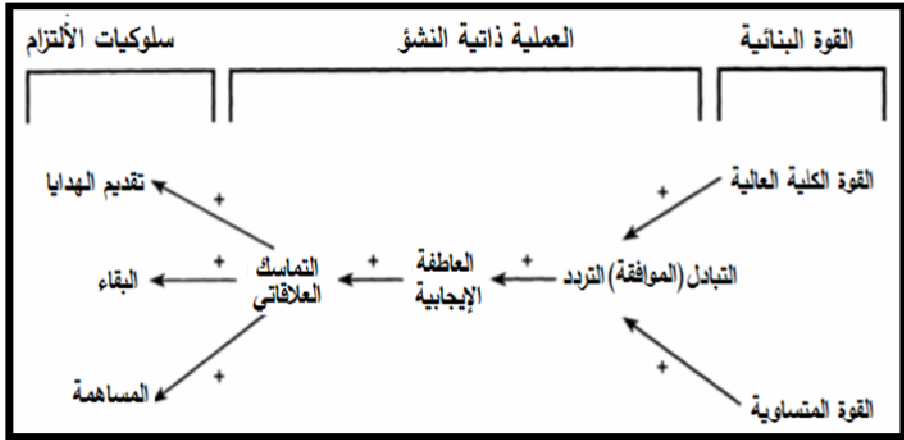 القوة البنائية
العملية ذاتية النشؤ
سلوكيات الألتزام
القوة الكلية العالية
+
+
تقديم الهدايا
التبادل (الموافقة) التردد
+
العاطفة
الإيجابية
+
التماسك
العلاقاتي
+
البقاء
القوة المتساوية
+
+
المساهمة